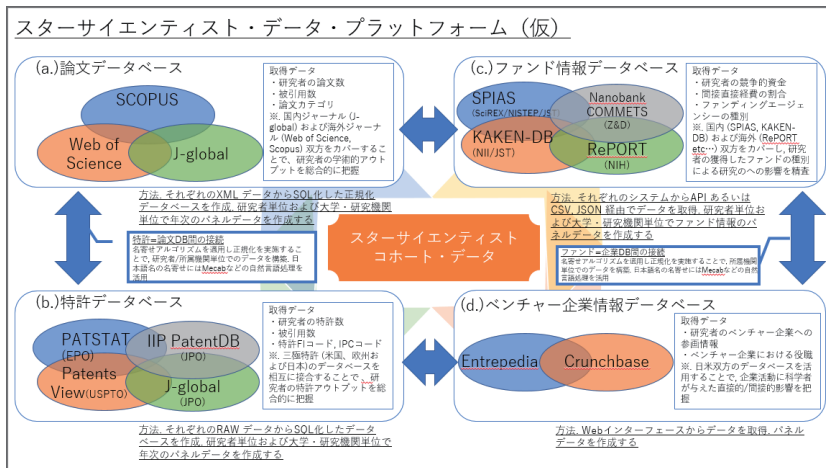 スターサイエンティスト・データ・プラットフォーム（仮）
(a.)論文データベース
SCOPUS
Web of
Science
J-global
取得データ
・研究者の論文数
・被引用数
・論文カテゴリ
※. 国内ジャーナル (J-
global) および海外ジャーナ
ル (Web of Science,
Scopus) 双方をカバーするこ
とで、研究者の学術的アウト
プットを総合的に把握
方法. それぞれのXML データからSQL化した正規化
データベースを作成, 研究者単位および大学・研究機関
単位で年次のパネルデータを作成する
(c.)ファンド情報データベース
SPIAS
(SciREX/NISTEP/JST)
Nanobank
COMMETS
(Z&D)
KAKEN-DB
(NII/JST)
RePORT
(NIH)
取得データ
・研究者の競争的資金
・間接直接経費の割合
・ファンディングエージェ
ンシーの種別
※. 国内 (SPIAS, KAKEN-
DB) および海外 (RePORT
etc…) 双方をカバーし, 研究
者の獲得したファンドの種別
による研究のへの影響を精査
方法. それぞれのシステムからAPI あるいは
CSV, JSON 経由でデータを取得, 研究者単位お
よび大学・研究機関単位でファンド情報のパ
ネルデータを作成する
特許=論文DB間の接続
名寄せアルゴリズムを適用し正規化を実施するこ
とで, 研究者/所属機関単位でのデータを構築. 日
本語名の名寄せにはMecabなどの自然言語処理を
活用
スターサイエンティスト
コホート・データ
ファンド=企業DB間の接続
名寄せアルゴリズムを適用し正規化を実施することで, 所属機
関単位でのデータを構築. 日本語名の名寄せにはMecabなどの自然
言語処理を活用
(b.)特許データベース
PATSTAT
(EPO)
IIP PatentDB
(JPO)
Patents
View(USPTO)
J-global
(JPO)
取得データ
・研究者の特許数
・被引用数
・特許FIコード, IPCコード
※. 三極特許 (米国、欧州お
よび日本)のデータベースを
相互に接合することで 、研
究者の特許アウトプットを総
合的に把握
方法. それぞれのRAW データからSQL化したデータ
ベースを作成, 研究者単位および大学・研究機関単位で
年次のパネルデータを作成する
(d.)ベンチャー企業情報データベース
Entrepedia
Crunchbase
取得データ
・研究者のベンチャー企業への
参画情報
・ベンチャー企業における役職
※. 日米双方のデータベースを活
用することで, 企業活動に科学者
が与えた直接的/間接的影響を把
握
方法. Webインターフェースからデータを取得, パネル
データを作成する